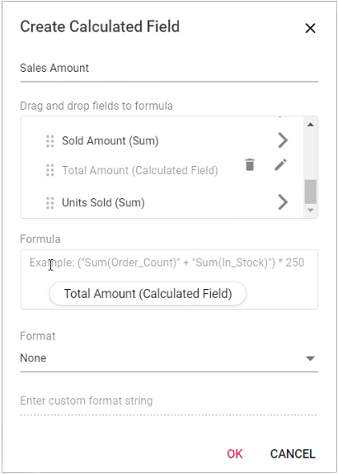 Create Calculated Field
Sales Amount
Drag and drop fields to formula
Sold Amount (Sum)
Total Amount (Calculated Field)
Units Sold (Sum)
Formula
Example: ("Sum(Order_Count)" + "Sum(In_Stock)") * 250
Total Amount (Calculated Field)
Format
None
Enter custom format string
OK CANCEL